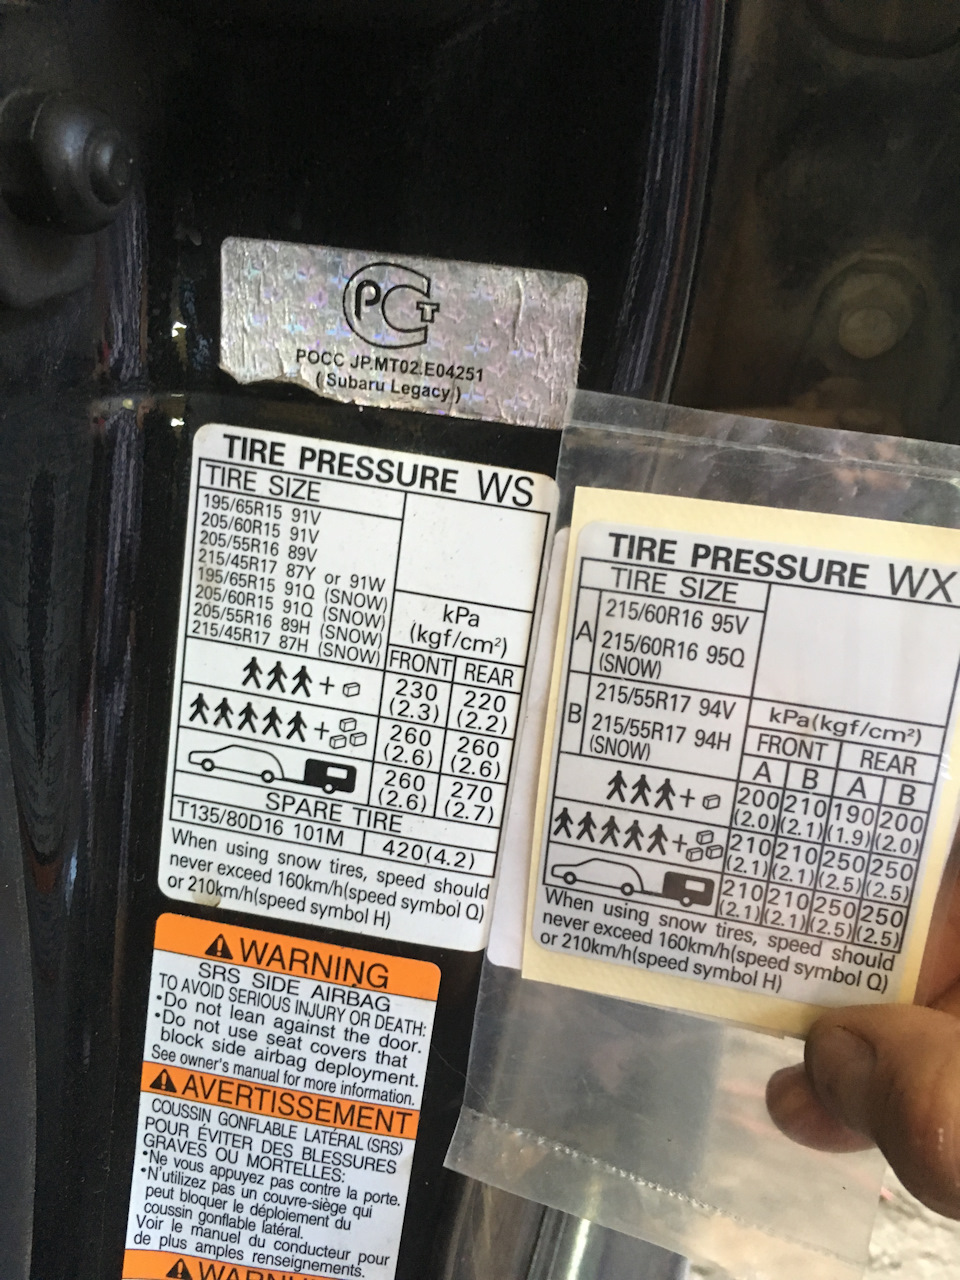 PCT
POCC JP.MT02.E04251
( Subaru Legacy )
TIRE PRESSURE WS
TIRE SIZE
195/65R15 91V
205/60R15 91V
205/55R16 89V
215/45R17 87Y or 91W
195/65R15 91Q (SNOW)
205/60R15 91Q (SNOW)
205/55R16 89H (SNOW)
215/45R17 87H (SNOW)
kPa
(kgf/cm²)
FRONT REAR
+ 230 220
(2.3) (2.2)
+ 260 260
(2.6) (2.6)
260 270
(2.6) (2.7)
SPARE TIRE
T135/80D16 101M 420(4.2)
When using snow tires, speed should
never exceed 160km/h(speed symbol Q)
or 210km/h(speed symbol H)
TIRE PRESSURE WX
TIRE SIZE
A
215/60R16 95V
215/60R16 95Q
(SNOW)
B
215/55R17 94V
215/55R17 94H
(SNOW)
kPa(kgf/cm²)
FRONT REAR
A B A B
+ 200 210 190 200
(2.0) (2.1) (1.9) (2.0)
+ 210 210 250 250
(2.1) (2.1) (2.5) (2.5)
210 210 250 250
(2.1) (2.1) (2.5) (2.5)
When using snow tires, speed should
never exceed 160km/h(speed symbol Q)
or 210km/h(speed symbol H)
WARNING
SRS SIDE AIRBAG
TO AVOID SERIOUS INJURY OR DEATH:
•Do not lean against the door.
•Do not use seat covers that
block side airbag deployment.
See owner's manual for more information.
AVERTISSEMENT
COUSSIN GONFLABLE LATÉRAL (SRS)
POUR ÉVITER DES BLESSURES
GRAVES OU MORTELLES:
•Ne vous appuyez pas contre la porte.
•N'utilizez pas un couvre-siège qui
peut bloquer le déploiement du
coussin gonflable latéral.
Voir le manuel du conducteur pour
de plus amples renseignements.